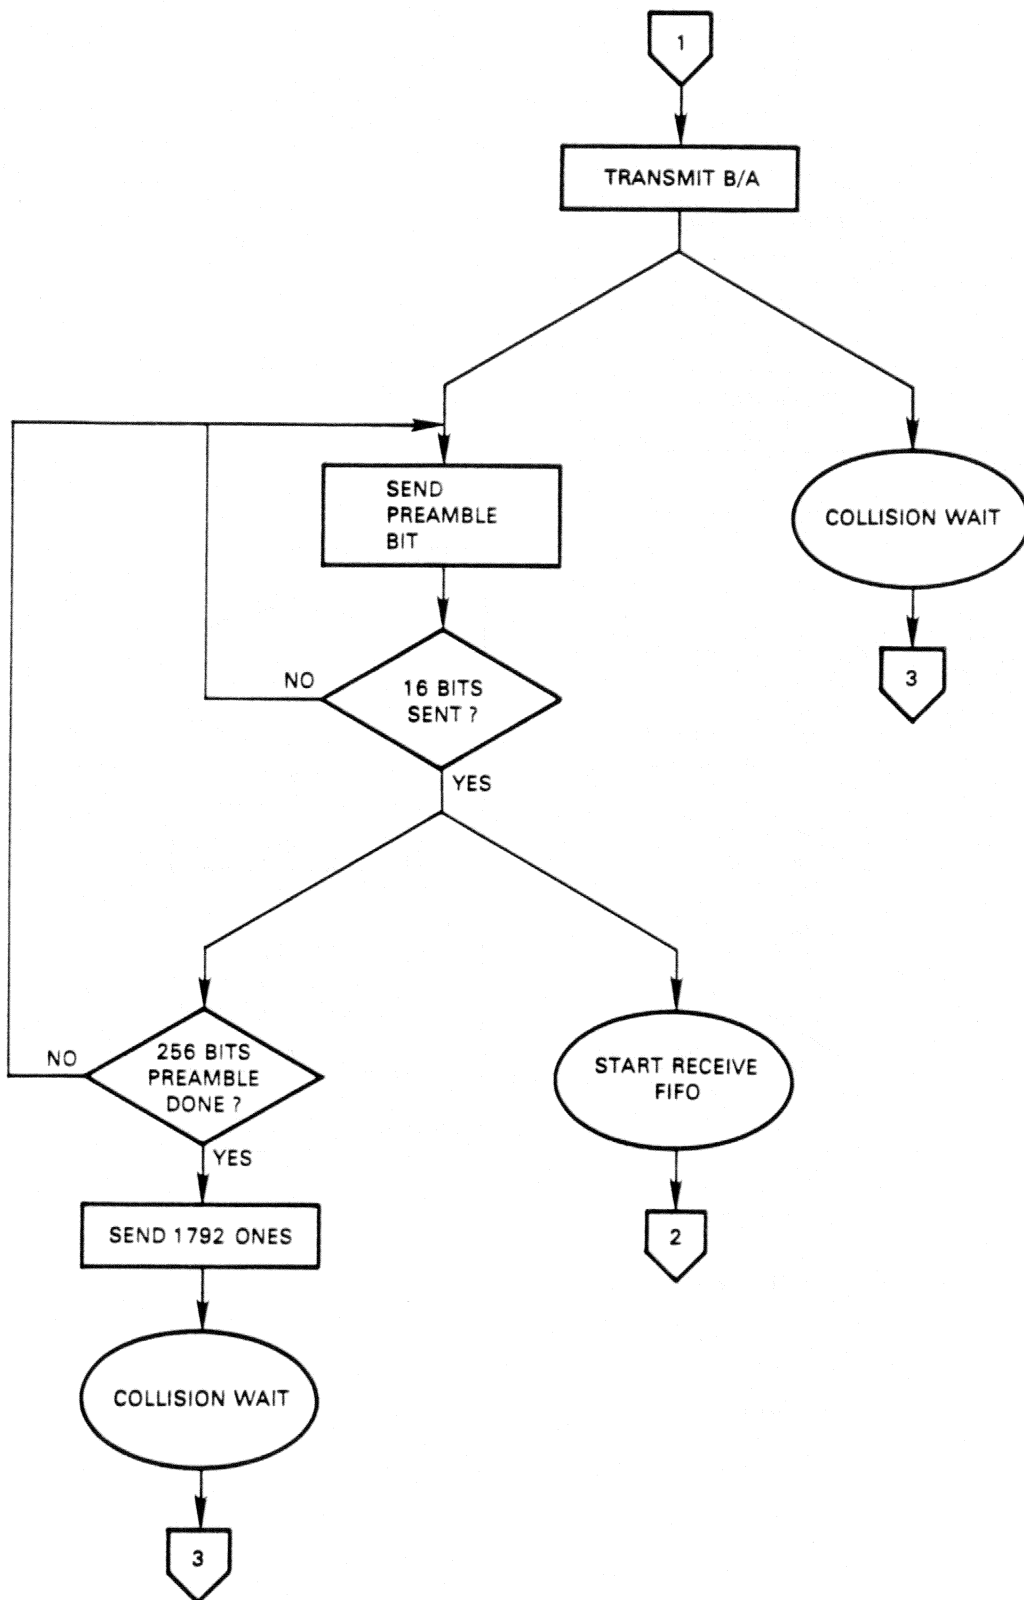 1
TRANSMIT B/A
SEND
PREAMBLE
BIT
COLLISION WAIT
NO
16 BITS
SENT ?
3
YES
NO
256 BITS
PREAMBLE
DONE ?
START RECEIVE
FIFO
YES
SEND 1792 ONES
2
COLLISION WAIT
3